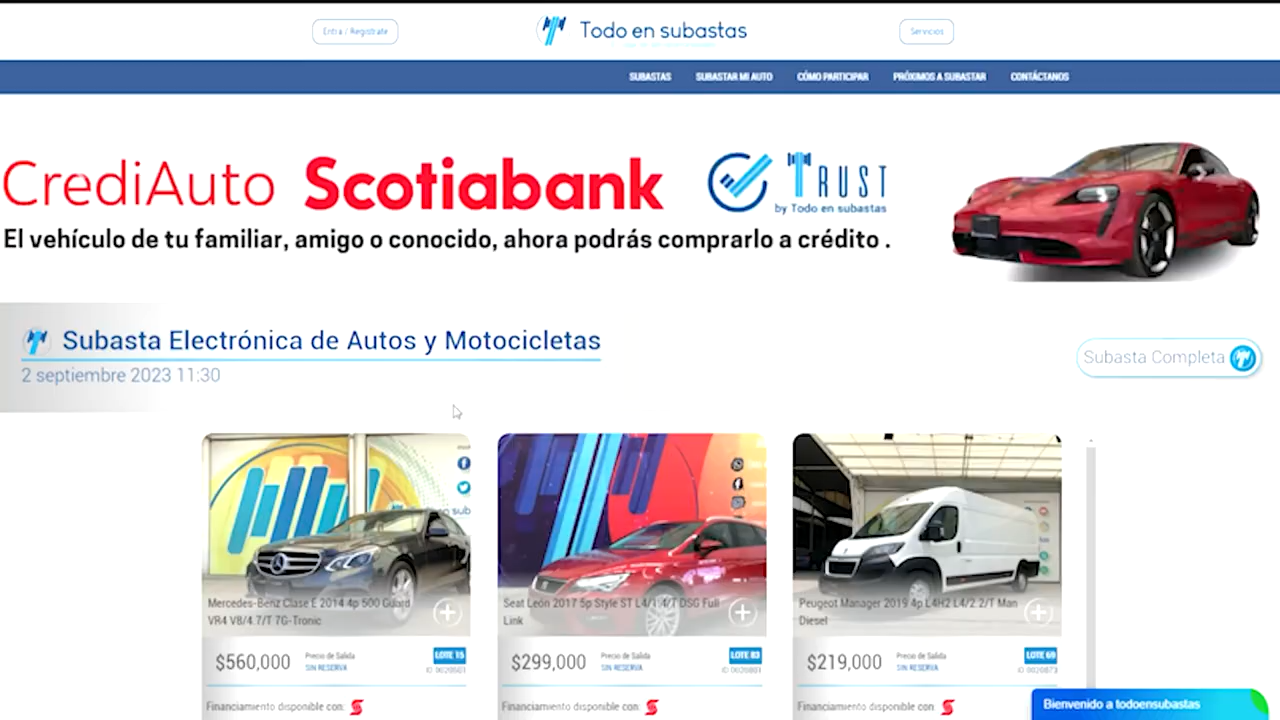 Entra / Regístrate
Todo en subastas
Servicios
SUBASTAS
SUBASTAR MI AUTO
CÓMO PARTICIPAR
PRÓXIMOS A SUBASTAR
CONTÁCTANOS
CrediAuto Scotiabank
TRUST
by Todo en subastas
El vehículo de tu familiar, amigo o conocido, ahora podrás comprarlo a crédito .
Subasta Electrónica de Autos y Motocicletas
2 septiembre 2023 11:30
Subasta Completa
Mercedes-Benz Clase E 2014 4p 500 Guard
VR4 V8/4.7/T 7G-Tronic
$560,000
Precio de Salida
SIN RESERVA
LOTE 15
Financiamiento disponible con:
Seat León 2017 5p Style ST L4/1.4/T DSG Full
Link
$299,000
Precio de Salida
SIN RESERVA
LOTE 83
Financiamiento disponible con:
Peugeot Manager 2019 4p L4H2 L4/2.2/T Man
Diesel
$219,000
Precio de Salida
SIN RESERVA
LOTE 69
Financiamiento disponible con:
Bienvenido a todoensubastas